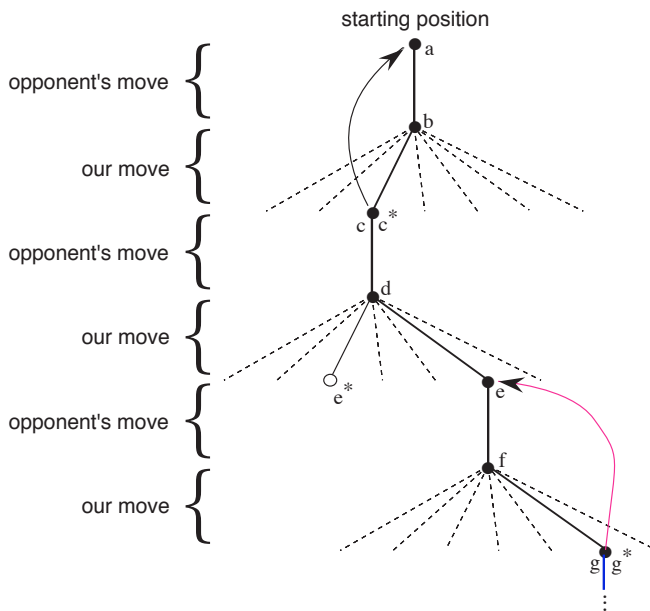 starting position
a
opponent's move
b
our move
c c*
opponent's move
d
our move
e*
e
opponent's move
f
our move
g g*
⋮